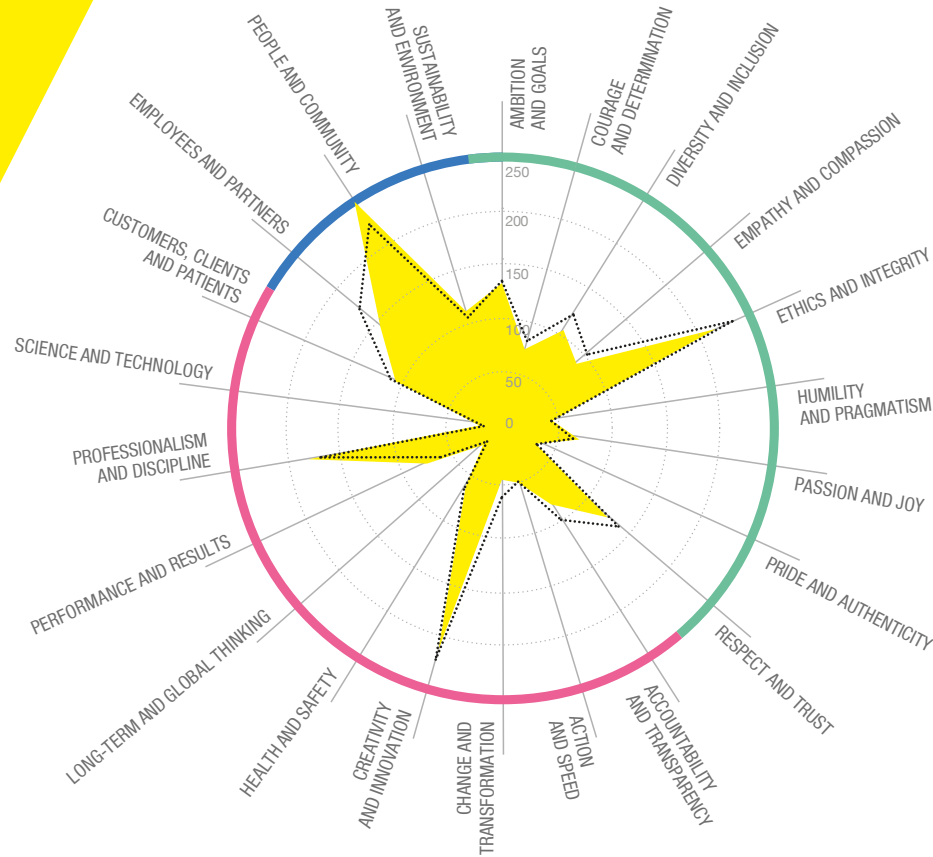 AMBITION
AND GOALS
COURAGE
AND DETERMINATION
DIVERSITY AND INCLUSION
EMPATHY AND COMPASSION
ETHICS AND INTEGRITY
HUMILITY
AND PRAGMATISM
PASSION AND JOY
PRIDE AND AUTHENTICITY
RESPECT AND TRUST
ACCOUNTABILITY
AND TRANSPARENCY
ACTION
AND SPEED
CHANGE AND
TRANSFORMATION
CREATIVITY
AND INNOVATION
HEALTH AND SAFETY
LONG-TERM AND GLOBAL THINKING
PERFORMANCE AND RESULTS
PROFESSIONALISM
AND DISCIPLINE
SCIENCE AND TECHNOLOGY
CUSTOMERS, CLIENTS
AND PATIENTS
EMPLOYEES AND PARTNERS
PEOPLE AND COMMUNITY
SUSTAINABILITY
AND ENVIRONMENT
250
200
150
100
50
0